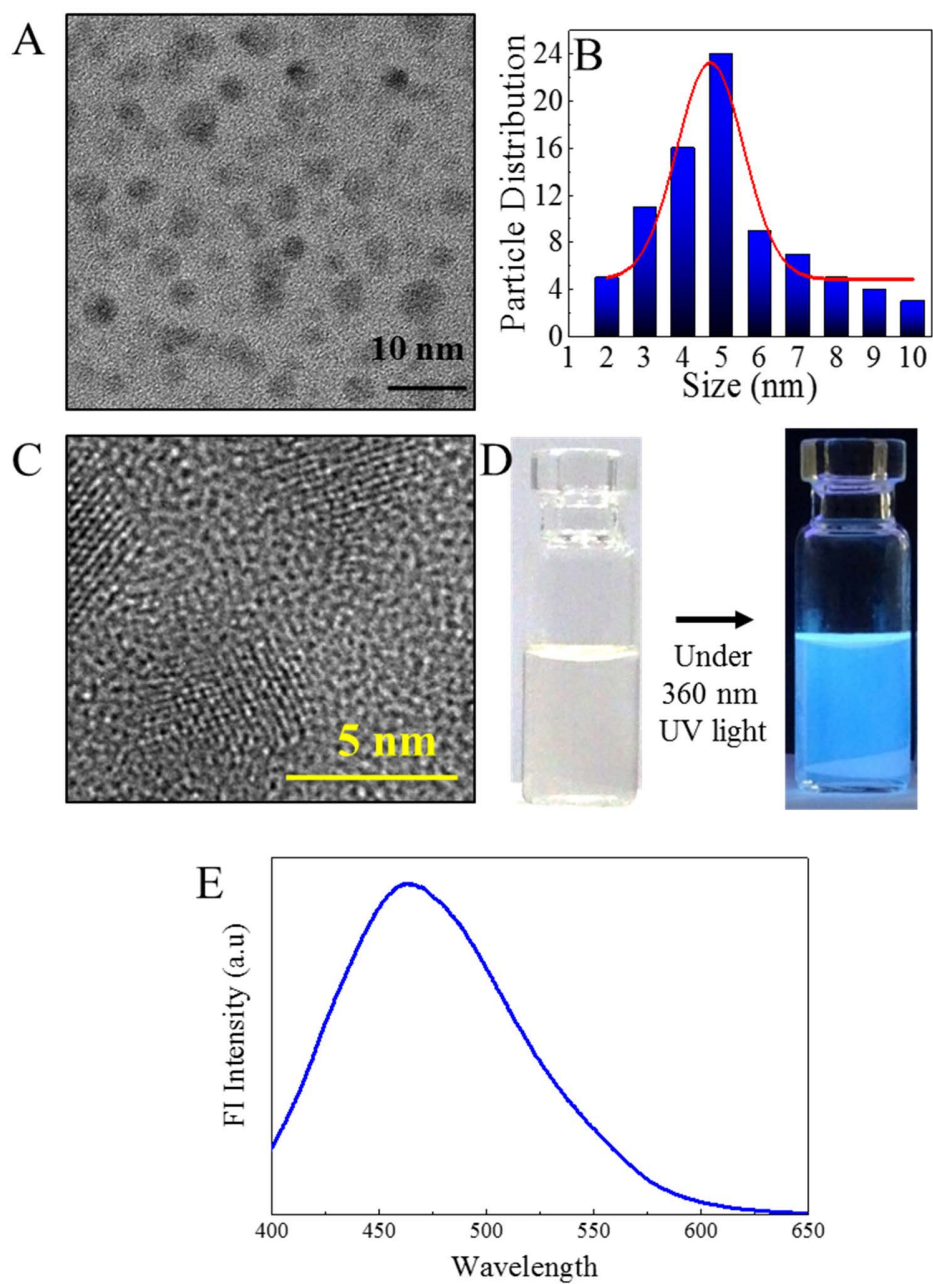 A
10 nm
B
Particle Distribution
24
20
16
12
8
4
0
1 2 3 4 5 6 7 8 9 10
Size (nm)
C
5 nm
D
Under
360 nm
UV light
E
FI Intensity (a.u)
400 450 500 550 600 650
Wavelength